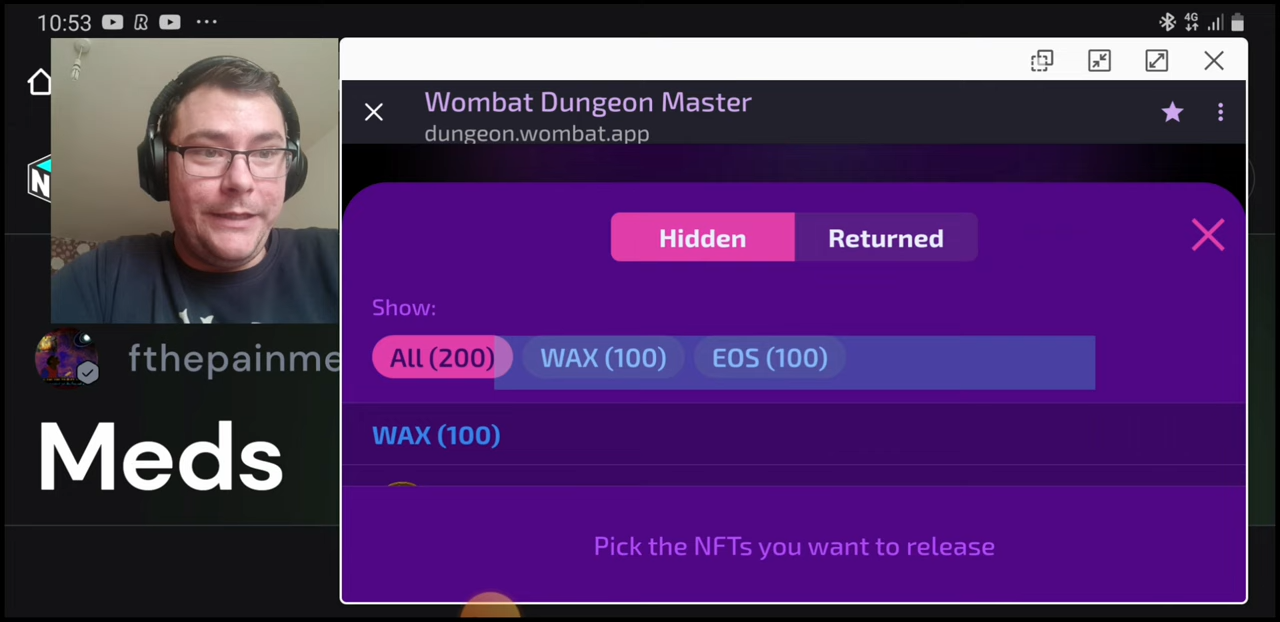 10:53
4G
Wombat Dungeon Master
dungeon.wombat.app
Hidden Returned
Show:
All (200) WAX (100) EOS (100)
fthepainme
Meds
WAX (100)
Pick the NFTs you want to release